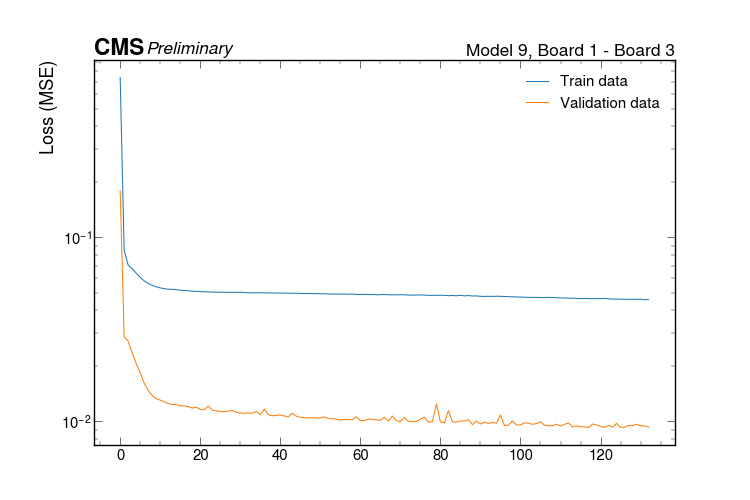 CMS Preliminary
Model 9, Board 1 - Board 3
Loss (MSE)
Train data
Validation data
10⁻¹
10⁻²
0 20 40 60 80 100 120